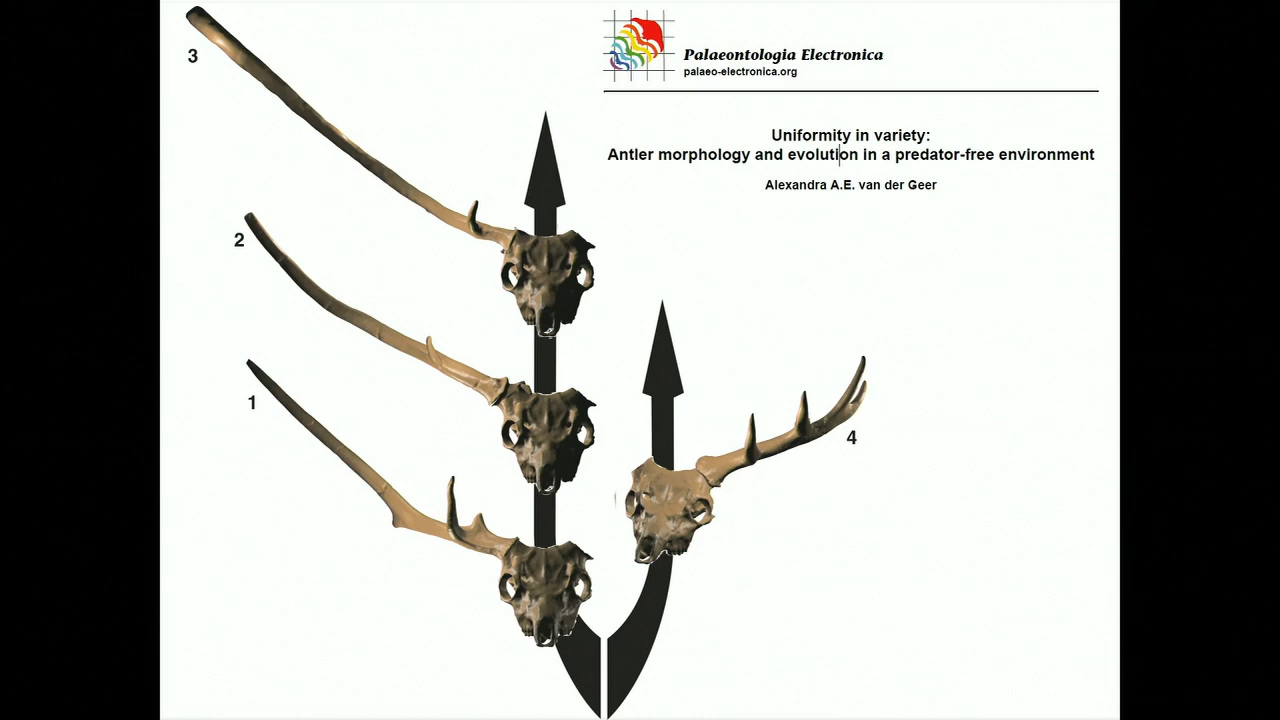 3
Palaeontologia Electronica
palaeo-electronica.org
Uniformity in variety:
Antler morphology and evolution in a predator-free environment
Alexandra A.E. van der Geer
2
1
4